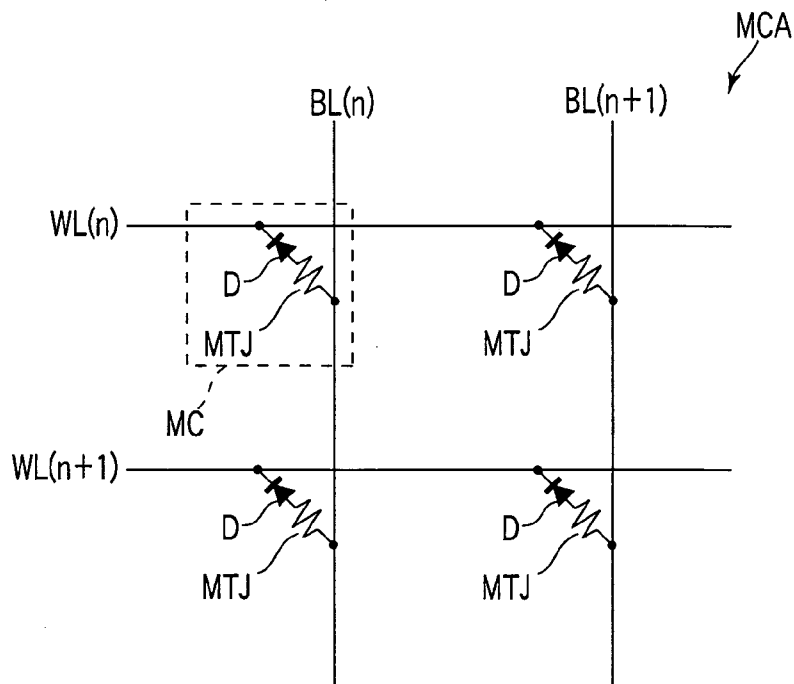 MCA
BL(n)
BL(n+1)
WL(n)
D
MTJ
D
MTJ
MC
WL(n+1)
D
MTJ
D
MTJ